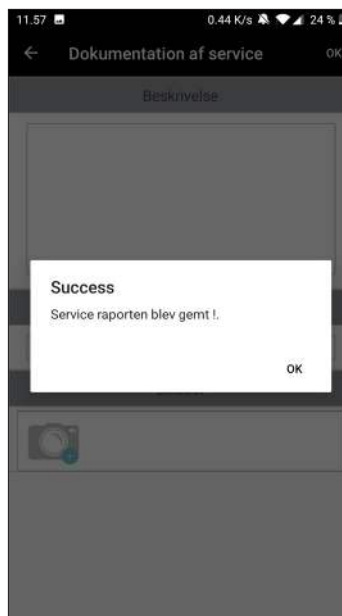 11.57 0.44 K/s 24 %
Dokumentation af service OK
Beskrivelse
Success
Service raporten blev gemt !.
OK